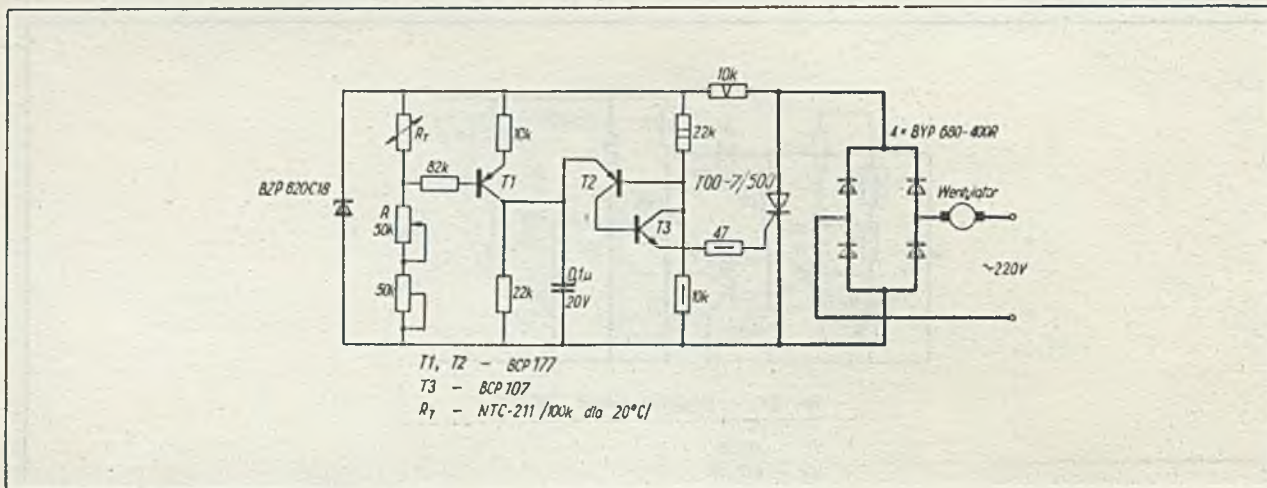 10k
4 × BYP 680-400R
22k
RT
10k
82k
T1
T2
T00-7/500
Wentylator
BZP 620C18
R
50k
T3
47
~220V
50k
22k
0,1µ
20V
10k
T1, T2 – BCP 177
T3 – BCP 107
RT – NTC-211 /100k dla 20°C/